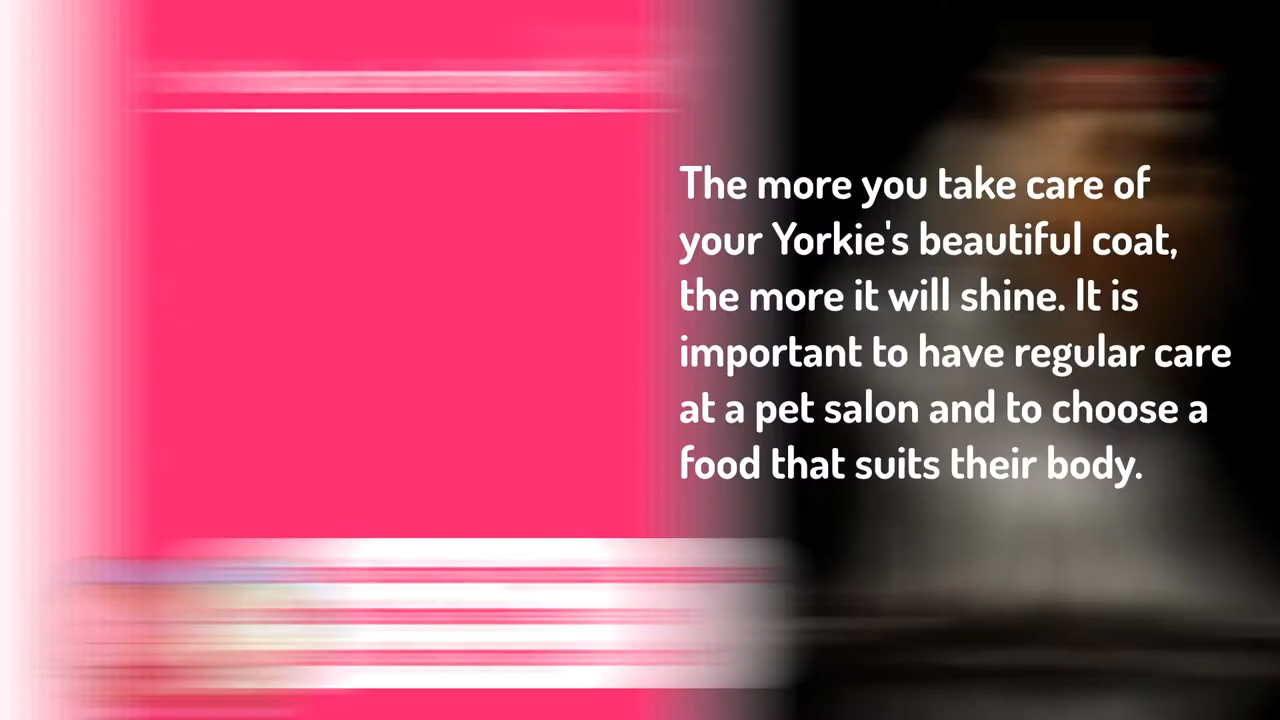 The more you take care of
your Yorkie's beautiful coat,
the more it will shine. It is
important to have regular care
at a pet salon and to choose a
food that suits their body.